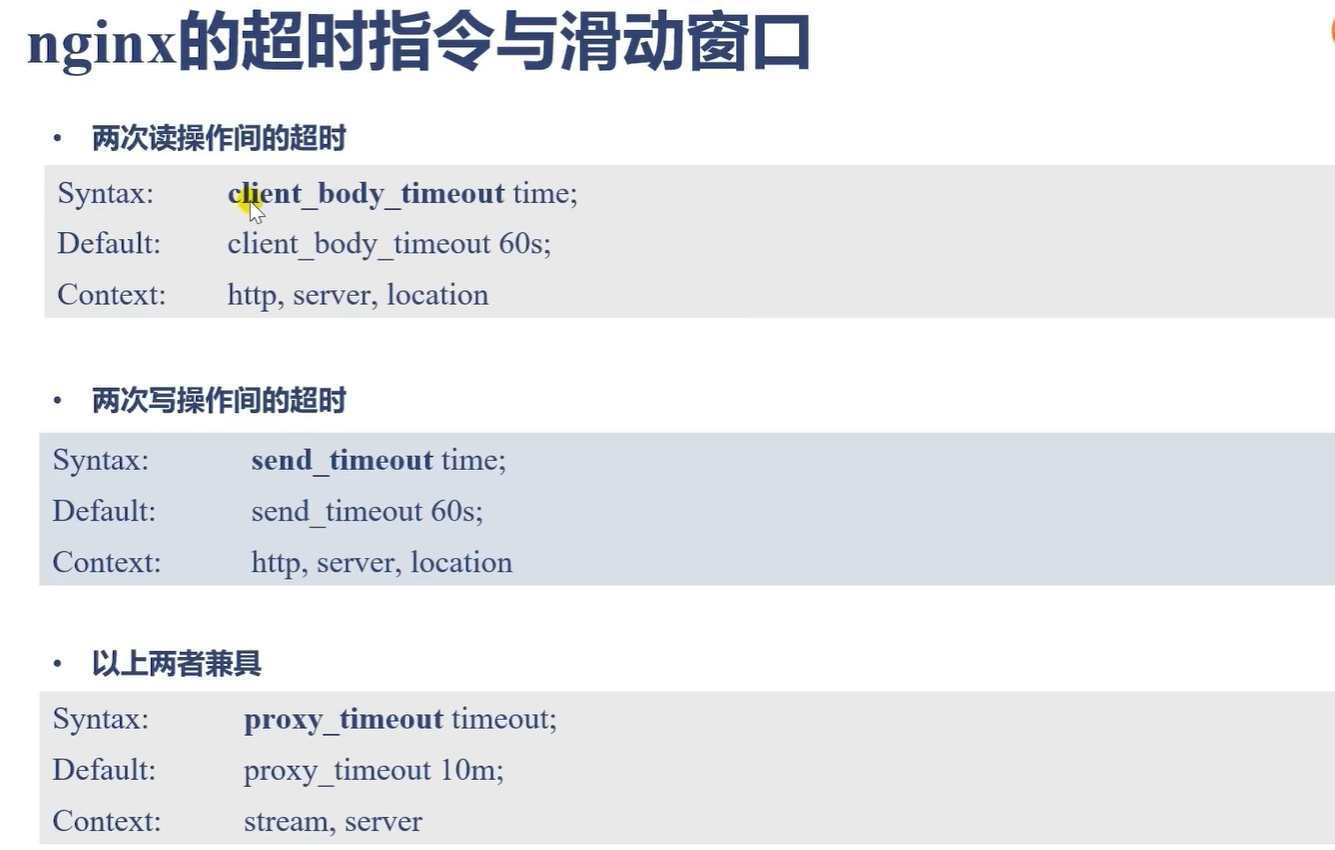 nginx的超时指令与滑动窗口
• 两次读操作间的超时
Syntax: client_body_timeout time;
Default: client_body_timeout 60s;
Context: http, server, location
• 两次写操作间的超时
Syntax: send_timeout time;
Default: send_timeout 60s;
Context: http, server, location
• 以上两者兼具
Syntax: proxy_timeout timeout;
Default: proxy_timeout 10m;
Context: stream, server